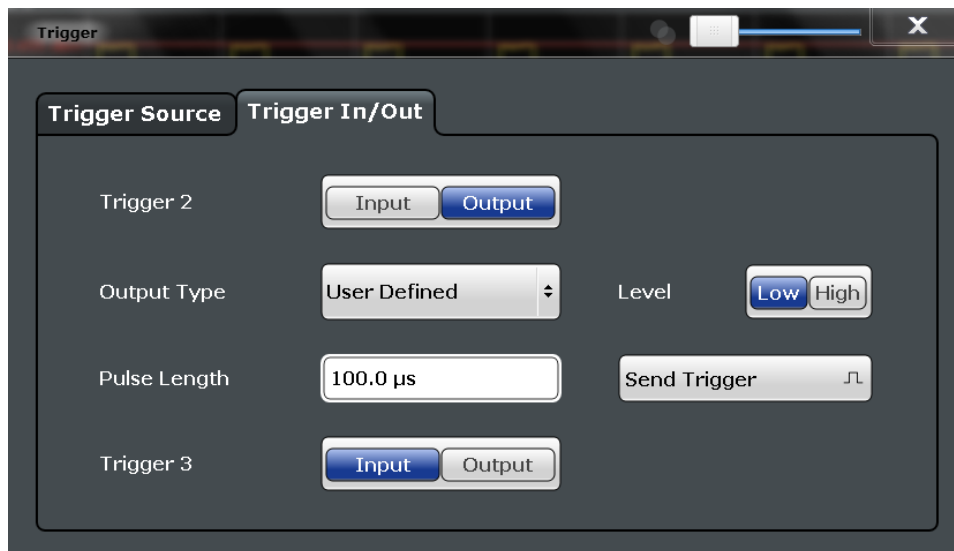 Trigger
X
Trigger Source
Trigger In/Out
Trigger 2
Input
Output
Output Type
User Defined
Level
Low
High
Pulse Length
100.0 µs
Send Trigger
Trigger 3
Input
Output